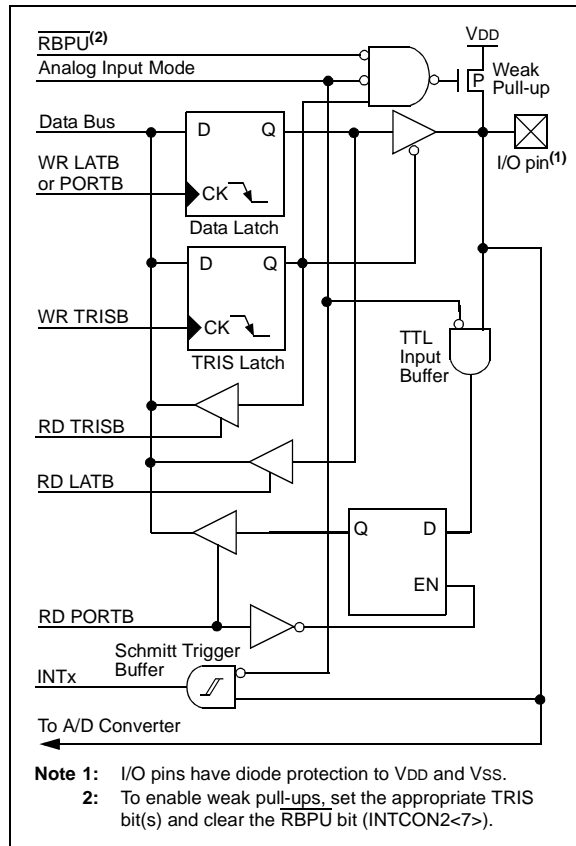 RBPU(2)
VDD
Analog Input Mode
P
Weak
Pull-up
Data Bus
D
Q
I/O pin(1)
WR LATB
or PORTB
CK
Data Latch
D
Q
WR TRISB
CK
TRIS Latch
TTL
Input
Buffer
RD TRISB
RD LATB
Q
D
EN
RD PORTB
Schmitt Trigger
Buffer
INTx
To A/D Converter
Note 1: I/O pins have diode protection to VDD and VSS.
2: To enable weak pull-ups, set the appropriate TRIS
bit(s) and clear the RBPU bit (INTCON2<7>).